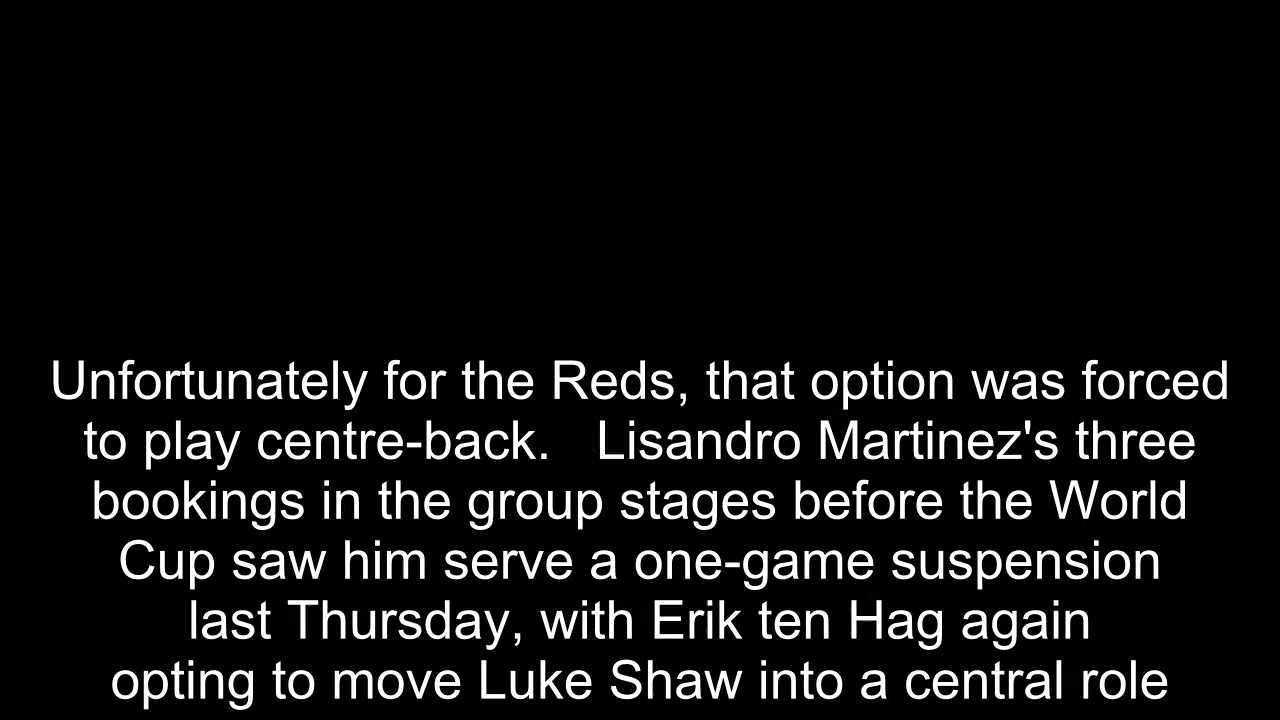 Unfortunately for the Reds, that option was forced
to play centre-back.   Lisandro Martinez's three
bookings in the group stages before the World
Cup saw him serve a one-game suspension
last Thursday, with Erik ten Hag again
opting to move Luke Shaw into a central role